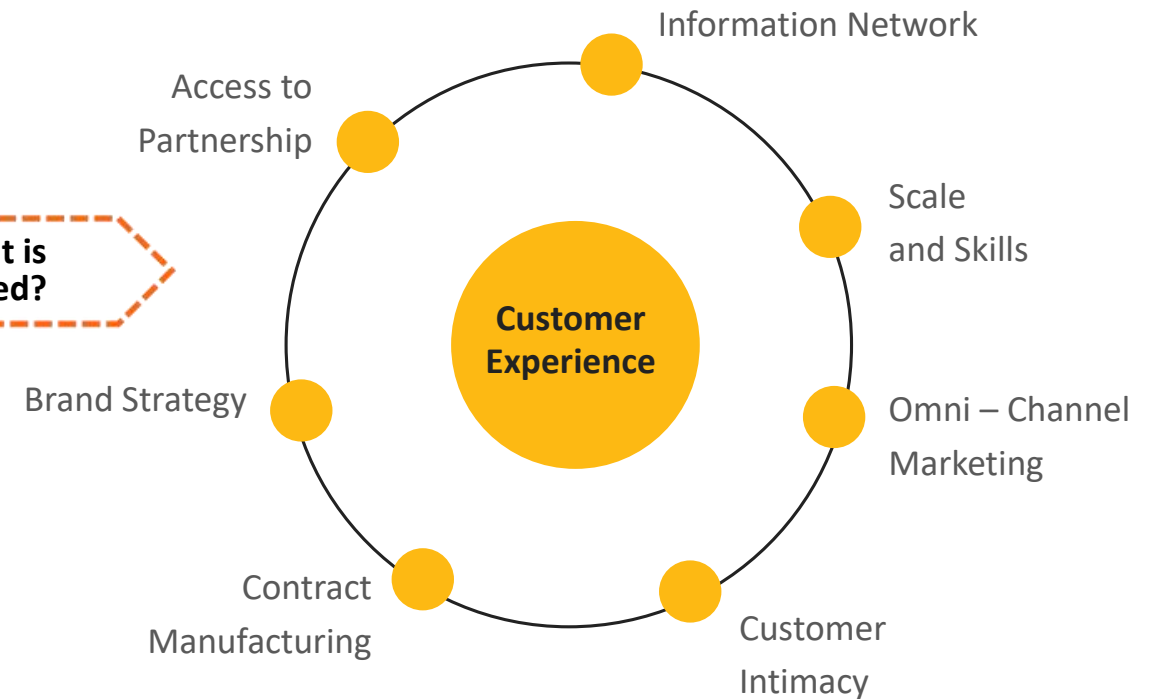 Information Network
Access to
Partnership
Scale
and Skills
t is
ed?
Customer
Experience
Brand Strategy
Omni – Channel
Marketing
Contract
Manufacturing
Customer
Intimacy